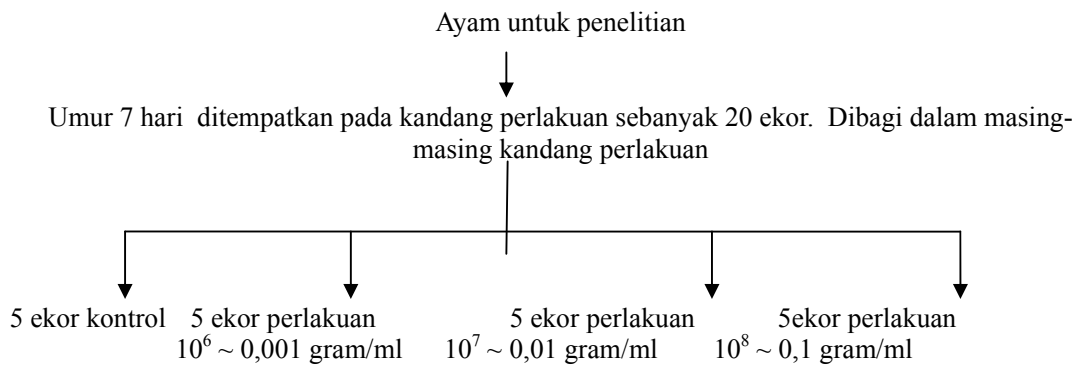 Ayam untuk penelitian
Umur 7 hari ditempatkan pada kandang perlakuan sebanyak 20 ekor. Dibagi dalam masing-
masing kandang perlakuan
5 ekor kontrol 5 ekor perlakuan 5 ekor perlakuan 5ekor perlakuan
10⁶ ~ 0,001 gram/ml 10⁷ ~ 0,01 gram/ml 10⁸ ~ 0,1 gram/ml